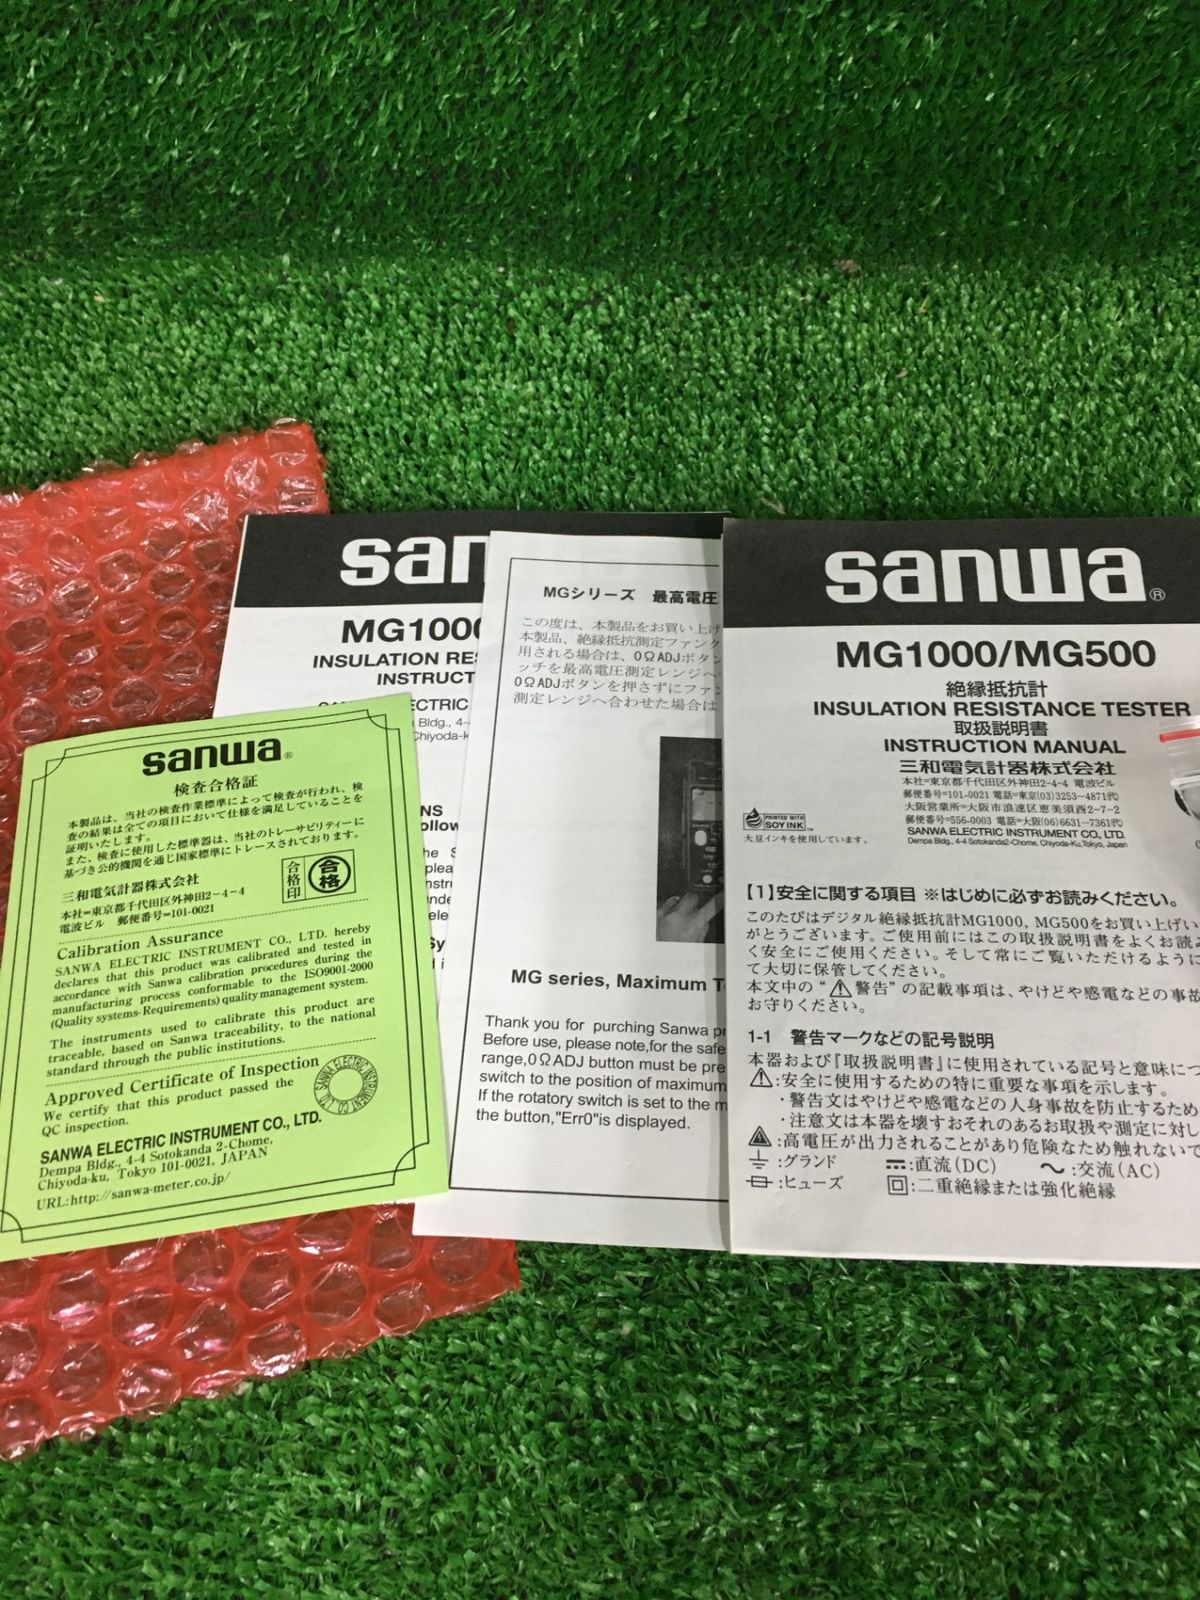 sanwa®
検査合格証
本製品は、当社の検査作業標準によって検査が行われ、検
査の結果は全ての項目において仕様を満足していることを
証明いたします。
また、検査に使用した標準器は、当社のトレーサビリティーに
基づき公的機関を通じ国家標準にトレースされております。
三和電気計器株式会社
本社=東京都千代田区外神田2-4-4
電波ビル 郵便番号=101-0021
合格印
合格
Calibration Assurance
SANWA ELECTRIC INSTRUMENT CO., LTD. hereby
declares that this product was calibrated and tested in
accordance with Sanwa calibration procedures during the
manufacturing process conformable to the ISO9001-2000
(Quality systems-Requirements) quality management system.
The instruments used to calibrate this product are
traceable, based on Sanwa traceability, to the national
standard through the public institutions.
Approved Certificate of Inspection
We certify that this product passed the
QC inspection.
SANWA ELECTRIC INSTRUMENT CO., LTD.
Dempa Bldg., 4-4 Sotokanda 2-Chome,
Chiyoda-ku, Tokyo 101-0021, JAPAN
URL:http://sanwa-meter.co.jp/
san
MG1000
INSULATION RES
INSTRUCT
ECTRIC
Bldg., 4-
Chiyoda-k
NS
ollow
MGシリーズ 最高電圧
この度は、本製品をお買い上げ
本製品、絶縁抵抗測定ファンク
用される場合は、0ΩADJボタン
ッチを最高電圧測定レンジへ
0ΩADJボタンを押さずにファン
測定レンジへ合わせた場合は
MG series, Maximum T
Thank you for purching Sanwa pr
Before use, please note,for the safe
range,0ΩADJ button must be pre
switch to the position of maximum
If the rotatory switch is set to the m
the button,"Err0"is displayed.
sanwa®
MG1000/MG500
絶縁抵抗計
INSULATION RESISTANCE TESTER
取扱説明書
INSTRUCTION MANUAL
三和電気計器株式会社
本社=東京都千代田区外神田2-4-4 電波ビル
郵便番号=101-0021 電話=東京(03)3253-4871㈹
大阪営業所=大阪市浪速区恵美須西2-7-2
郵便番号=556-0003 電話=大阪(06)6631-7361㈹
SANWA ELECTRIC INSTRUMENT CO., LTD.
Dempa Bldg., 4-4 Sotokanda2-Chome, Chiyoda-Ku,Tokyo, Japan
PRINTED WITH
SOY INK™
大豆インキを使用しています。
【1】安全に関する項目 ※はじめに必ずお読みください。
このたびはデジタル絶縁抵抗計MG1000, MG500をお買い上げい
がとうございます。ご使用前にはこの取扱説明書をよくお読み
く安全にご使用ください。そして常にご覧いただけるように
て大切に保管してください。
本文中の"⚠警告"の記載事項は、やけどや感電などの事故
お守りください。
1-1 警告マークなどの記号説明
本器および『取扱説明書』に使用されている記号と意味につ
⚠:安全に使用するための特に重要な事項を示します。
・警告文はやけどや感電などの人身事故を防止するため
・注意文は本器を壊すおそれのあるお取扱や測定に対し
:高電圧が出力されることがあり危険なため触れないで
:グランド :直流(DC) ～:交流(AC)
:ヒューズ :二重絶縁または強化絶縁